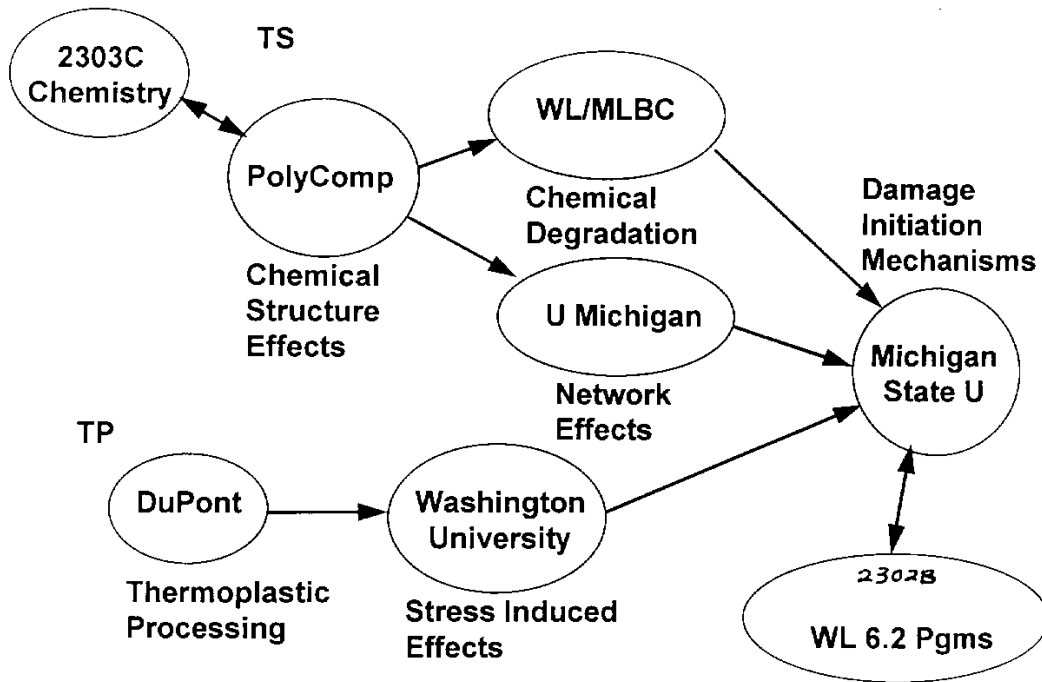 TS
2303C
Chemistry
PolyComp
Chemical
Structure
Effects
WL/MLBC
Chemical
Degradation
U Michigan
Network
Effects
Damage
Initiation
Mechanisms
Michigan
State U
TP
DuPont
Thermoplastic
Processing
Washington
University
Stress Induced
Effects
2302B
WL 6.2 Pgms